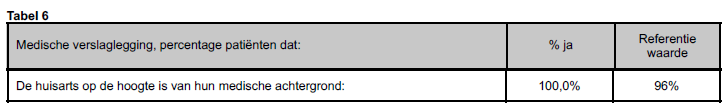 Tabel 6
Medische verslaglegging, percentage patiënten dat: % ja Referentie waarde
De huisarts op de hoogte is van hun medische achtergrond: 100,0% 96%